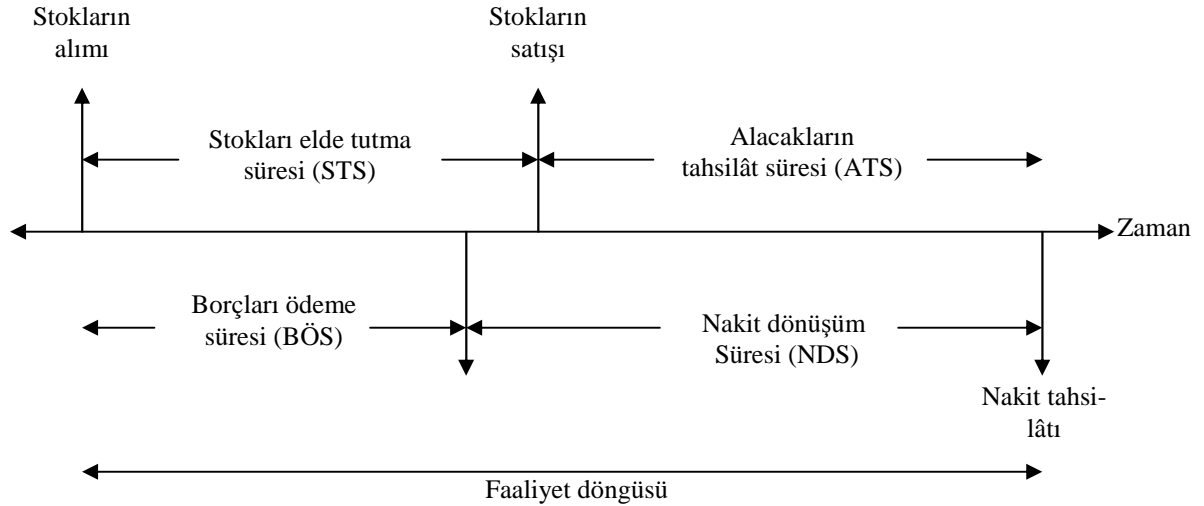 Stokların
alımı
Stokların
satışı
Stokları elde tutma
süresi (STS)
Alacakların
tahsilât süresi (ATS)
Zaman
Borçları ödeme
süresi (BÖS)
Nakit dönüşüm
Süresi (NDS)
Nakit tahsi-
lâtı
Faaliyet döngüsü